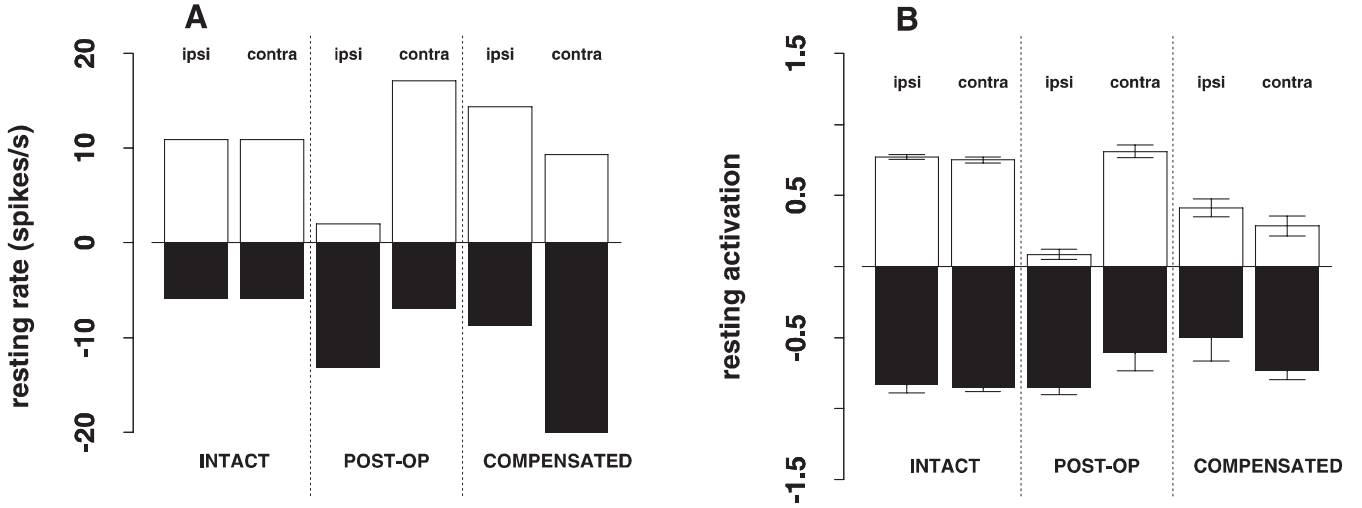 A
ipsi contra ipsi contra ipsi contra
resting rate (spikes/s)
20
10
0
-10
-20
INTACT POST-OP COMPENSATED
B
ipsi contra ipsi contra ipsi contra
resting activation
1.5
0.5
-0.5
-1.5
INTACT POST-OP COMPENSATED